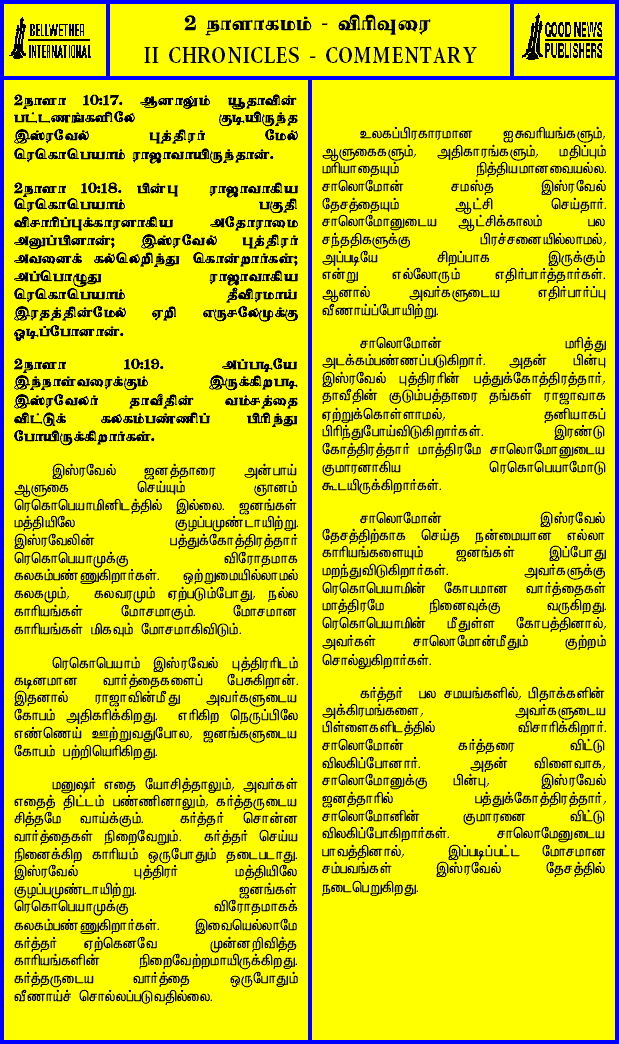 BELLWETHER
INTERNATIONAL
2 நாளாகமம் - விரிவுரை
II CHRONICLES - COMMENTARY
GOOD NEWS
PUBLISHERS
2நாளா 10:17. ஆனாலும் யூதாவின்
பட்டணங்களிலே குடியிருந்த
இஸ்ரவேல் புத்திரர் மேல்
ரெகொபெயாம் ராஜாவாயிருந்தான்.
2நாளா 10:18. பின்பு ராஜாவாகிய
ரெகொபெயாம் பகுதி
விசாரிப்புக்காரனாகிய அதோராமை
அனுப்பினான்; இஸ்ரவேல் புத்திரர்
அவனைக் கல்லெறிந்து கொன்றார்கள்;
அப்பொழுது ராஜாவாகிய
ரெகொபெயாம் தீவிரமாய்
இரதத்தின்மேல் ஏறி எருசலேமுக்கு
ஓடிப்போனான்.
2நாளா 10:19. அப்படியே
இந்நாள்வரைக்கும் இருக்கிறபடி
இஸ்ரவேலர் தாவீதின் வம்சத்தை
விட்டுக் கலகம்பண்ணிப் பிரிந்து
போயிருக்கிறார்கள்.
இஸ்ரவேல் ஜனத்தாரை அன்பாய்
ஆளுகை செய்யும் ஞானம்
ரெகொபெயாமினிடத்தில் இல்லை. ஜனங்கள்
மத்தியிலே குழப்பமுண்டாயிற்று.
இஸ்ரவேலின் பத்துக்கோத்திரத்தார்
ரெகொபெயாமுக்கு விரோதமாக
கலகம்பண்ணுகிறார்கள். ஒற்றுமையில்லாமல்
கலகமும், கலவரமும் ஏற்படும்போது, நல்ல
காரியங்கள் மோசமாகும். மோசமான
காரியங்கள் மிகவும் மோசமாகிவிடும்.
ரெகொபெயாம் இஸ்ரவேல் புத்திரரிடம்
கடினமான வார்த்தைகளைப் பேசுகிறான்.
இதனால் ராஜாவின்மீது அவர்களுடைய
கோபம் அதிகரிக்கிறது. எரிகிற நெருப்பிலே
எண்ணெய் ஊற்றுவதுபோல, ஜனங்களுடைய
கோபம் பற்றியெரிகிறது.
மனுஷர் எதை யோசித்தாலும், அவர்கள்
எதைத் திட்டம் பண்ணினாலும், கர்த்தருடைய
சித்தமே வாய்க்கும். கர்த்தர் சொன்ன
வார்த்தைகள் நிறைவேறும். கர்த்தர் செய்ய
நினைக்கிற காரியம் ஒருபோதும் தடைபடாது.
இஸ்ரவேல் புத்திரர் மத்தியிலே
குழப்பமுண்டாயிற்று. ஜனங்கள்
ரெகொபெயாமுக்கு விரோதமாகக்
கலகம்பண்ணுகிறார்கள். இவையெல்லாமே
கர்த்தர் ஏற்கெனவே முன்னறிவித்த
காரியங்களின் நிறைவேற்றமாயிருக்கிறது.
கர்த்தருடைய வார்த்தை ஒருபோதும்
வீணாய்ச் சொல்லப்படுவதில்லை.
உலகப்பிரகாரமான ஐசுவரியங்களும்,
ஆளுகைகளும், அதிகாரங்களும், மதிப்பும்
மரியாதையும் நித்தியமானவையல்ல.
சாலொமோன் சமஸ்த இஸ்ரவேல்
தேசத்தையும் ஆட்சி செய்தார்.
சாலொமோனுடைய ஆட்சிக்காலம் பல
சந்ததிகளுக்கு பிரச்சனையில்லாமல்,
அப்படியே சிறப்பாக இருக்கும்
என்று எல்லோரும் எதிர்பார்த்தார்கள்.
ஆனால் அவர்களுடைய எதிர்பார்ப்பு
வீணாய்ப்போயிற்று.
சாலொமோன் மரித்து
அடக்கம்பண்ணப்படுகிறார். அதன் பின்பு
இஸ்ரவேல் புத்திரரின் பத்துக்கோத்திரத்தார்,
தாவீதின் குடும்பத்தாரை தங்கள் ராஜாவாக
ஏற்றுக்கொள்ளாமல், தனியாகப்
பிரிந்துபோய்விடுகிறார்கள். இரண்டு
கோத்திரத்தார் மாத்திரமே சாலொமோனுடைய
குமாரனாகிய ரெகொபெயாமோடு
கூடயிருக்கிறார்கள்.
சாலொமோன் இஸ்ரவேல்
தேசத்திற்காக செய்த நன்மையான எல்லா
காரியங்களையும் ஜனங்கள் இப்போது
மறந்துவிடுகிறார்கள். அவர்களுக்கு
ரெகொபெயாமின் கோபமான வார்த்தைகள்
மாத்திரமே நினைவுக்கு வருகிறது.
ரெகொபெயாமின் மீதுள்ள கோபத்தினால்,
அவர்கள் சாலொமோன்மீதும் குற்றம்
சொல்லுகிறார்கள்.
கர்த்தர் பல சமயங்களில், பிதாக்களின்
அக்கிரமங்களை, அவர்களுடைய
பிள்ளைகளிடத்தில் விசாரிக்கிறார்.
சாலொமோன் கர்த்தரை விட்டு
விலகிப்போனார். அதன் விளைவாக,
சாலொமோனுக்கு பின்பு, இஸ்ரவேல்
ஜனத்தாரில் பத்துக்கோத்திரத்தார்,
சாலொமோனின் குமாரனை விட்டு
விலகிப்போகிறார்கள். சாலொமேனுடைய
பாவத்தினால், இப்படிப்பட்ட மோசமான
சம்பவங்கள் இஸ்ரவேல் தேசத்தில்
நடைபெறுகிறது.